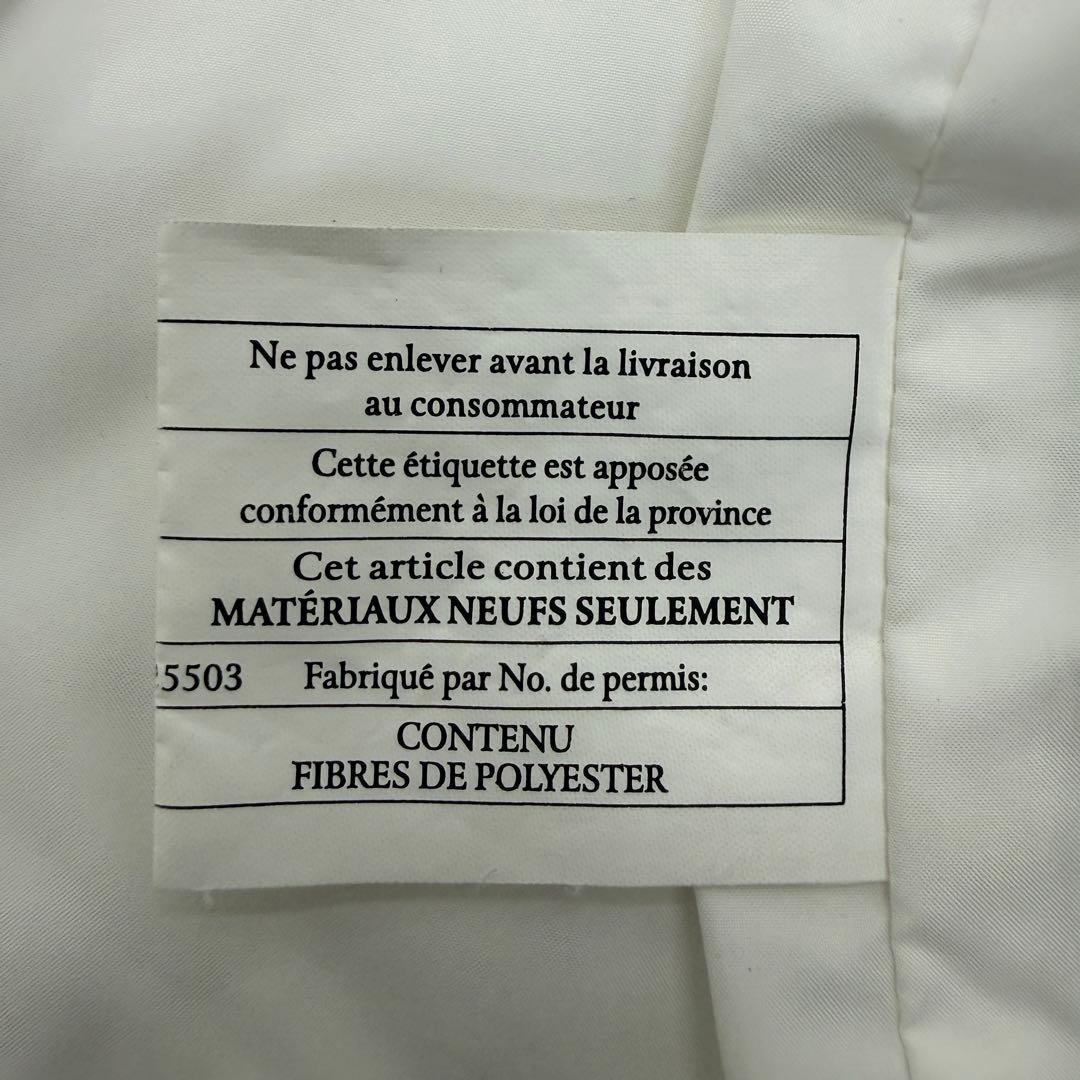 Ne pas enlever avant la livraison
au consommateur
Cette étiquette est apposée
conformément à la loi de la province
Cet article contient des
MATÉRIAUX NEUFS SEULEMENT
5503 Fabriqué par No. de permis:
CONTENU
FIBRES DE POLYESTER